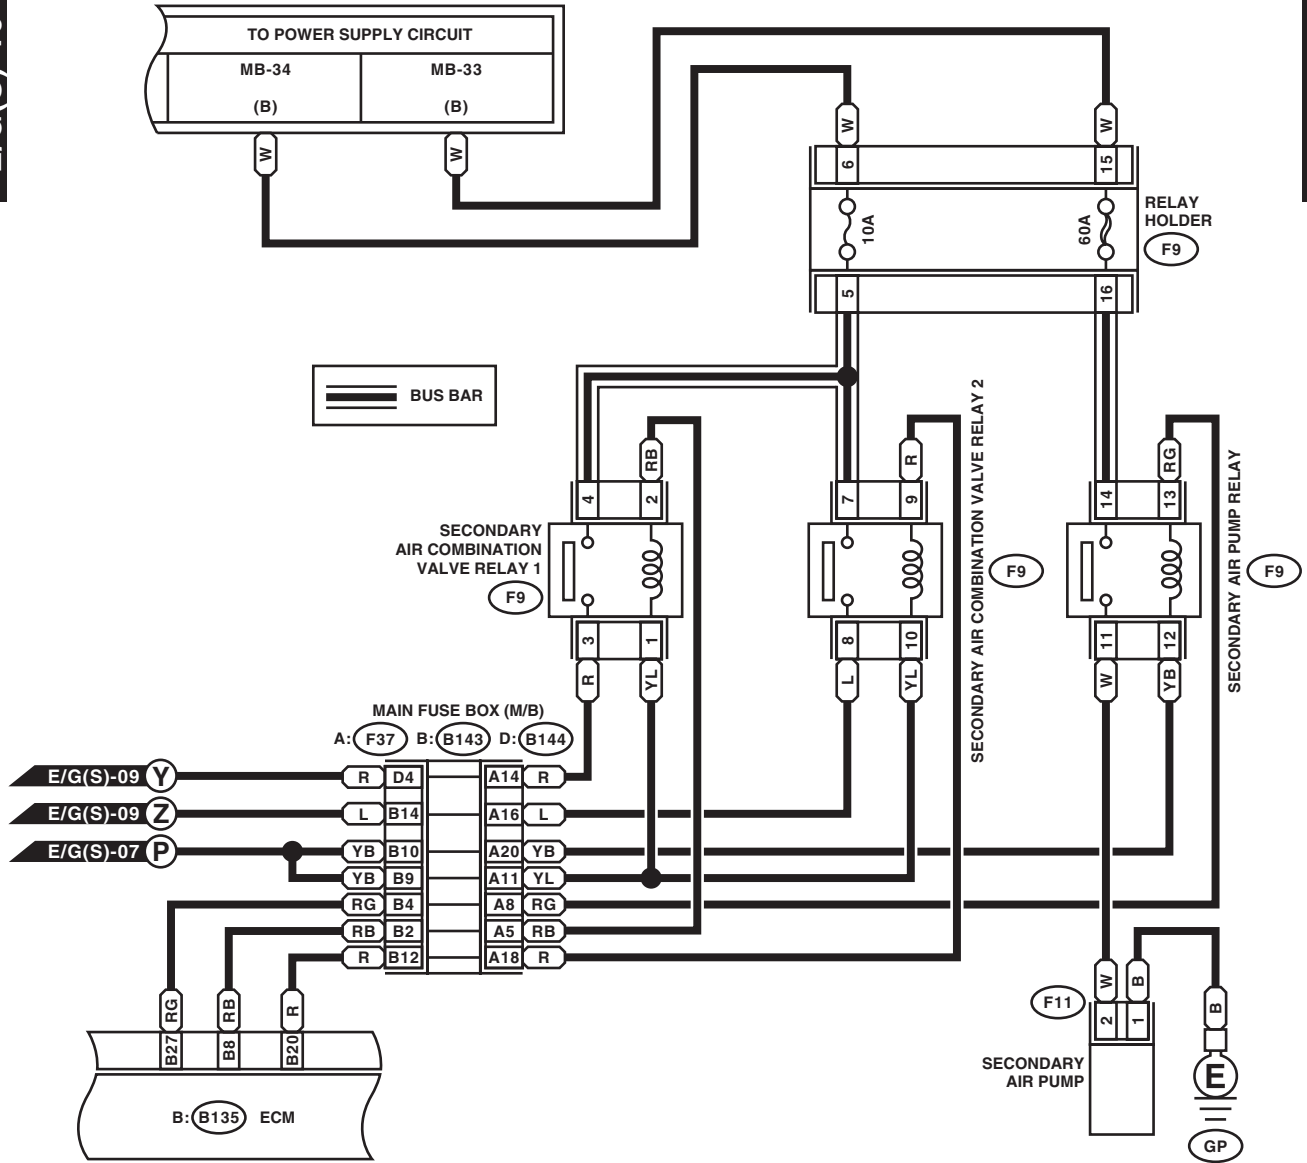 TO POWER SUPPLY CIRCUIT
MB-34
MB-33
(B)
(B)
W
W
W
W
6
15
10A
60A
RELAY
HOLDER
F9
5
16
BUS BAR
RB
R
RG
4
2
7
9
14
13
SECONDARY
AIR COMBINATION
VALVE RELAY 1
F9
SECONDARY AIR COMBINATION VALVE RELAY 2
F9
SECONDARY AIR PUMP RELAY
F9
3
1
8
10
11
12
R
YL
L
YL
W
YB
MAIN FUSE BOX (M/B)
A: F37 B: B143 D: B144
E/G(S)-09 Y R D4 A14 R
E/G(S)-09 Z L B14 A16 L
E/G(S)-07 P YB B10 A20 YB
YB B9 A11 YL
RG B4 A8 RG
RB B2 A5 RB
R B12 A18 R
RG
RB
R
B27
B8
B20
B: B135 ECM
W
B
F11
2
1
SECONDARY
AIR PUMP
B
E
GP